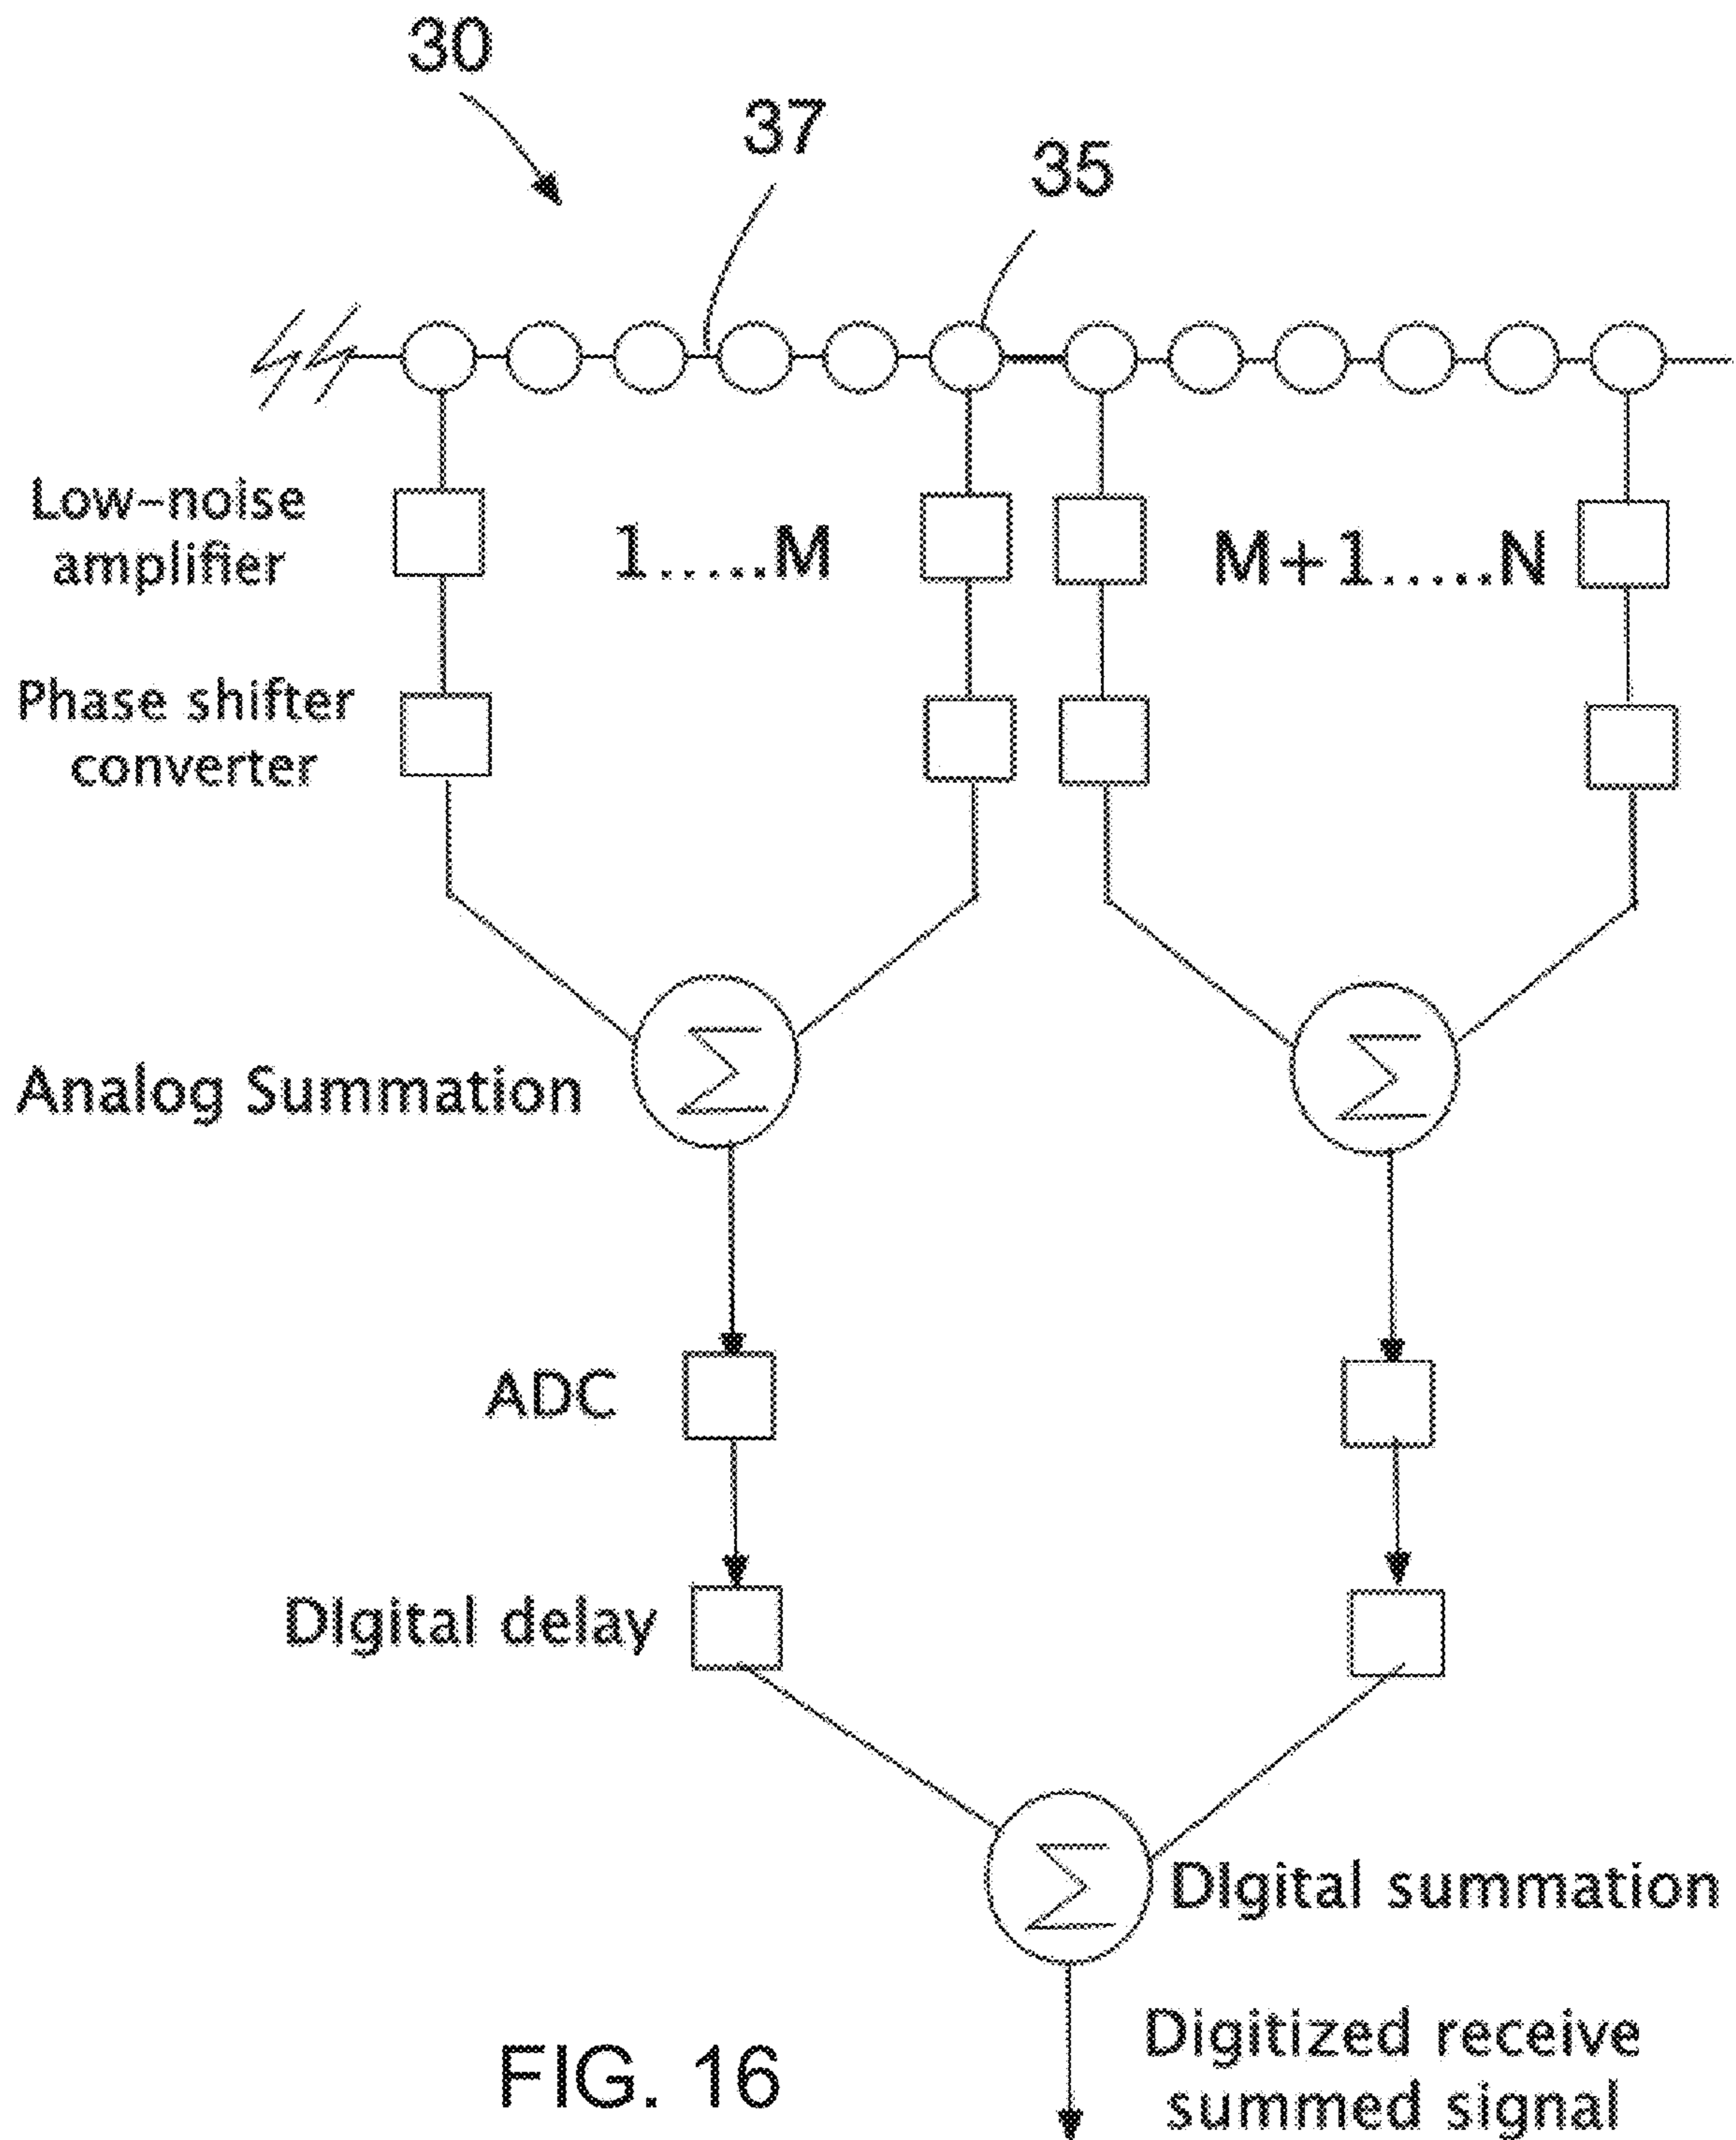 30
37
35
Low-noise
amplifier
1.....M
M+1.....N
Phase shifter
converter
Σ
Σ
Analog Summation
ADC
DIgital delay
Σ
DIgital summation
Digitized receive
summed signal
FIG. 16